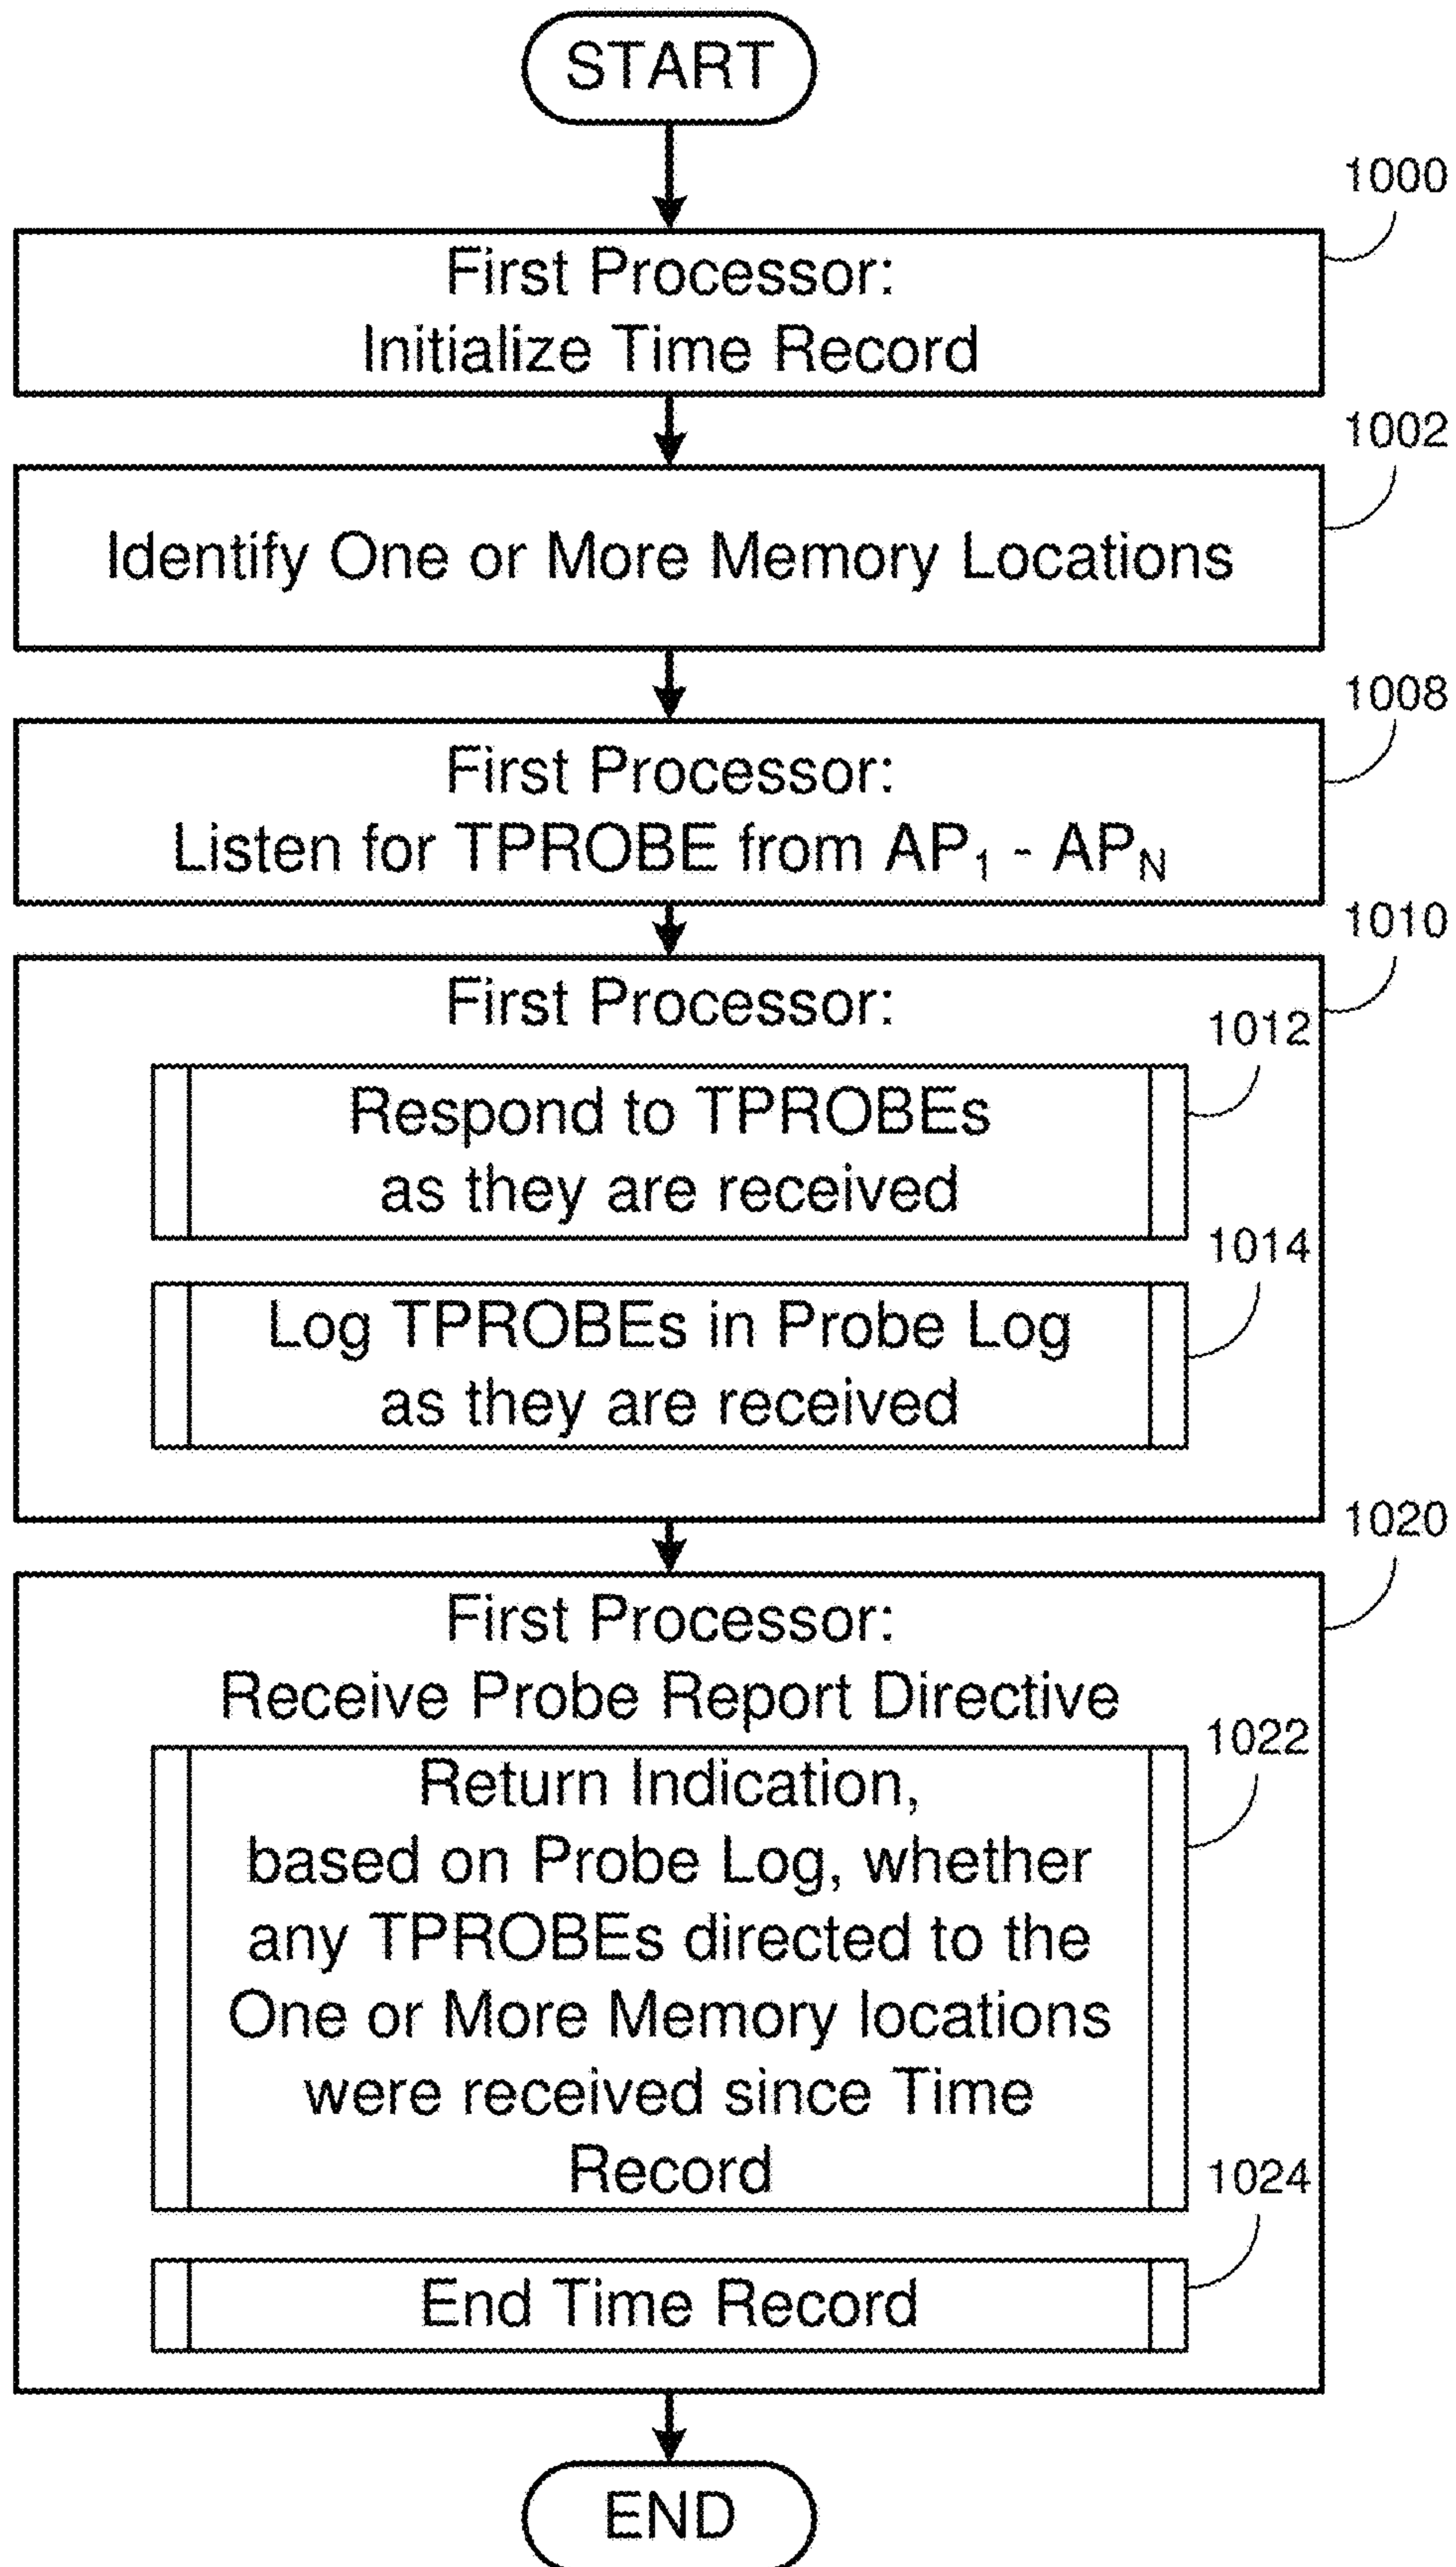 START
1000
First Processor:
Initialize Time Record
1002
Identify One or More Memory Locations
1008
First Processor:
Listen for TPROBE from AP₁ - APN
1010
First Processor:
1012
Respond to TPROBEs
as they are received
1014
Log TPROBEs in Probe Log
as they are received
1020
First Processor:
Receive Probe Report Directive
1022
Return Indication,
based on Probe Log, whether
any TPROBEs directed to the
One or More Memory locations
were received since Time
Record
1024
End Time Record
END